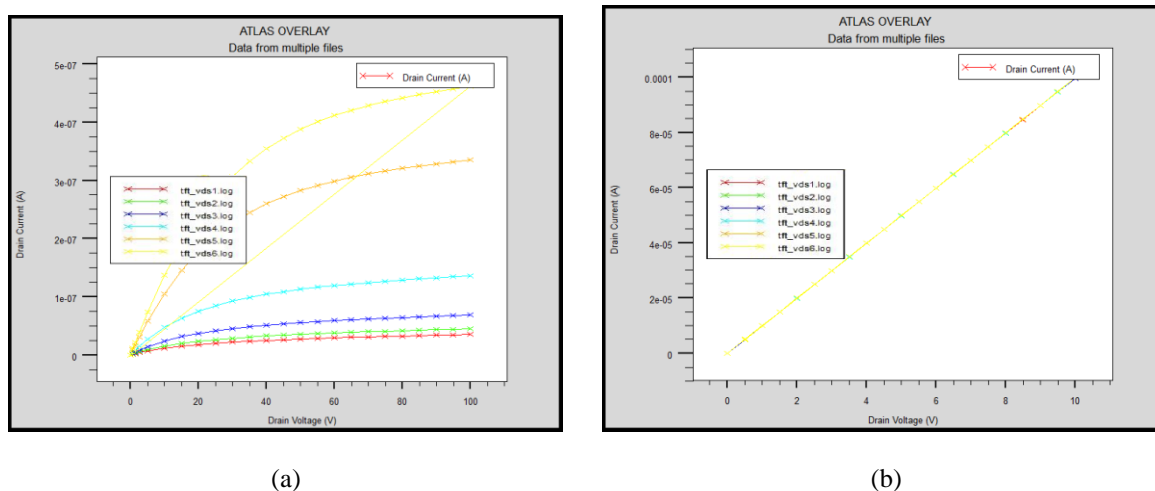 ATLAS OVERLAY
Data from multiple files
5e-07
4e-07
3e-07
2e-07
1e-07
0
Drain Current (A)
Drain Current (A)
tft_vds1.log
tft_vds2.log
tft_vds3.log
tft_vds4.log
tft_vds5.log
tft_vds6.log
0 20 40 60 80 100
Drain Voltage (V)
(a)
ATLAS OVERLAY
Data from multiple files
0.0001
8e-05
6e-05
4e-05
2e-05
0
Drain Current (A)
Drain Current (A)
tft_vds1.log
tft_vds2.log
tft_vds3.log
tft_vds4.log
tft_vds5.log
tft_vds6.log
0 2 4 6 8 10
Drain Voltage (V)
(b)